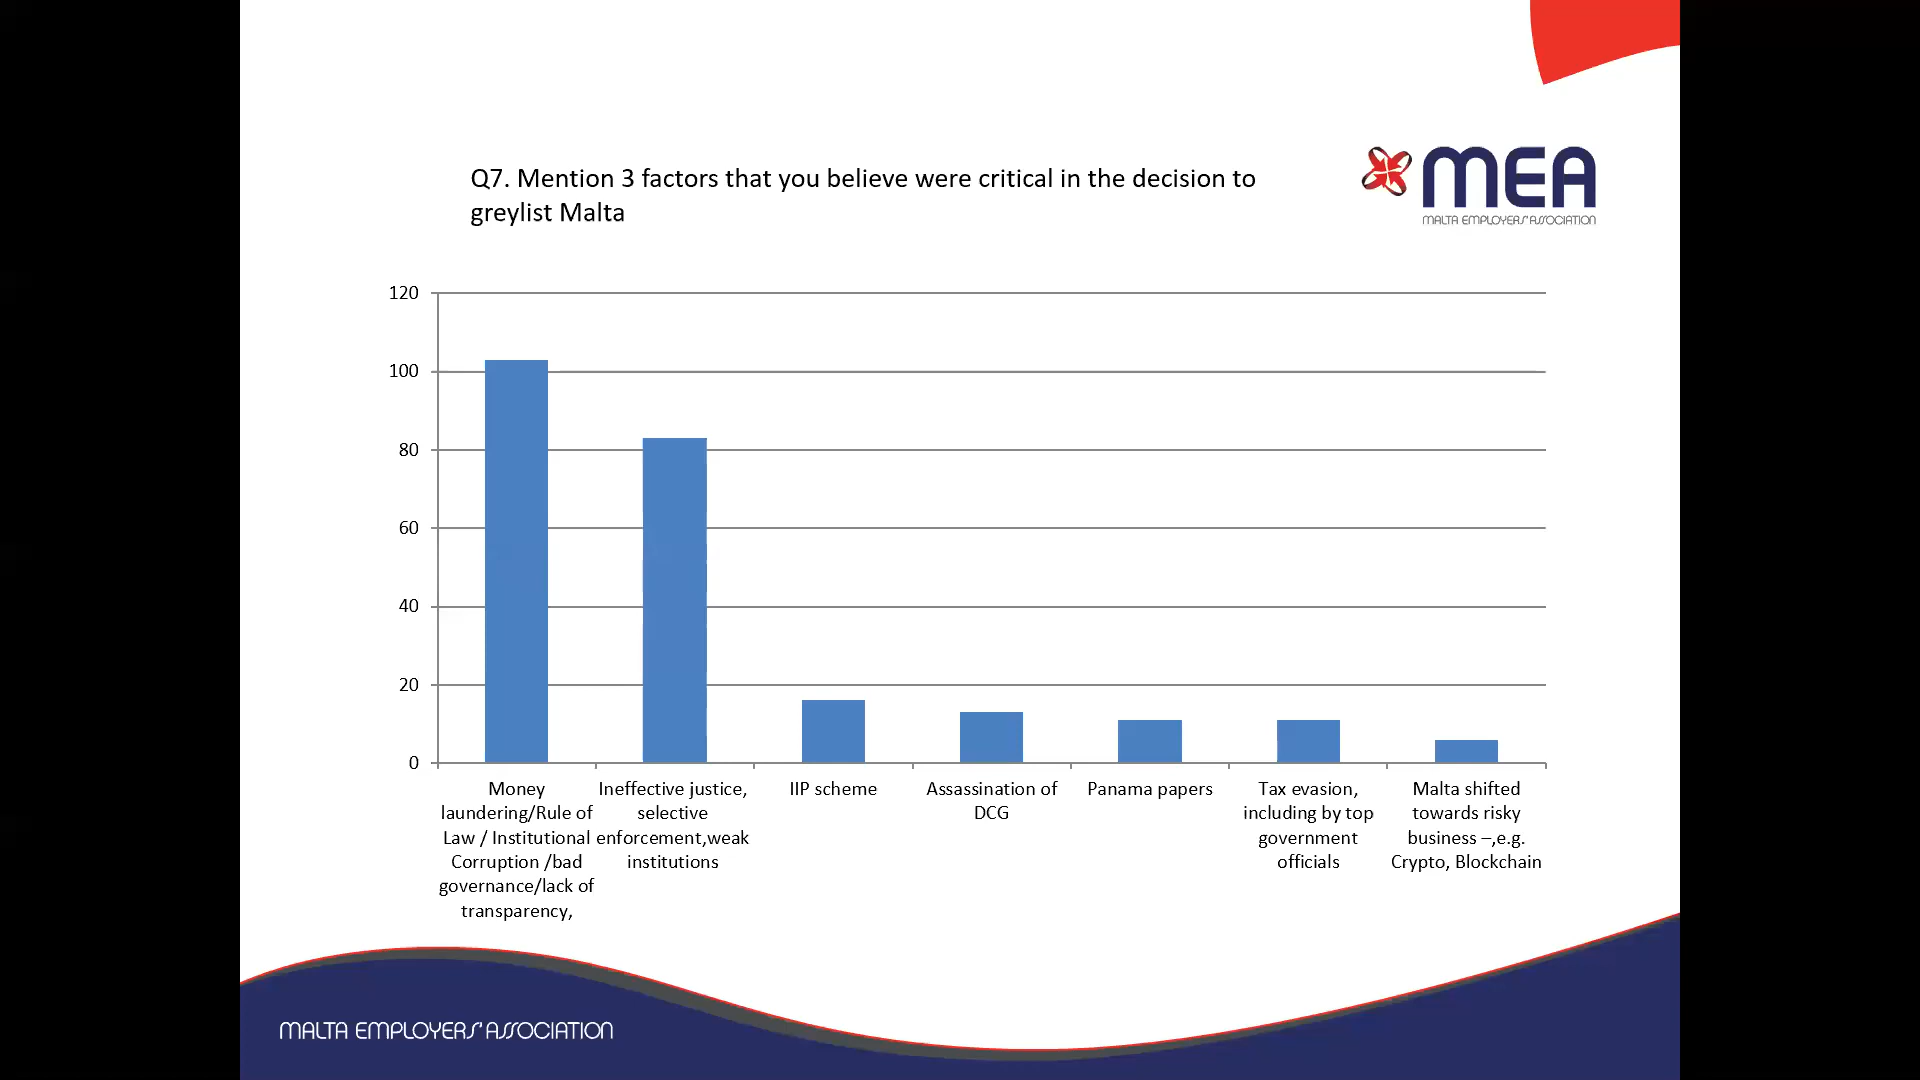 Q7. Mention 3 factors that you believe were critical in the decision to
greylist Malta
MEA
MALTA EMPLOYERS' ASSOCIATION
120
100
80
60
40
20
0
Money
laundering/Rule of
Law / Institutional
Corruption /bad
governance/lack of
transparency,
Ineffective justice,
selective
enforcement,weak
institutions
IIP scheme
Assassination of
DCG
Panama papers
Tax evasion,
including by top
government
officials
Malta shifted
towards risky
business –,e.g.
Crypto, Blockchain
MALTA EMPLOYERS' ASSOCIATION